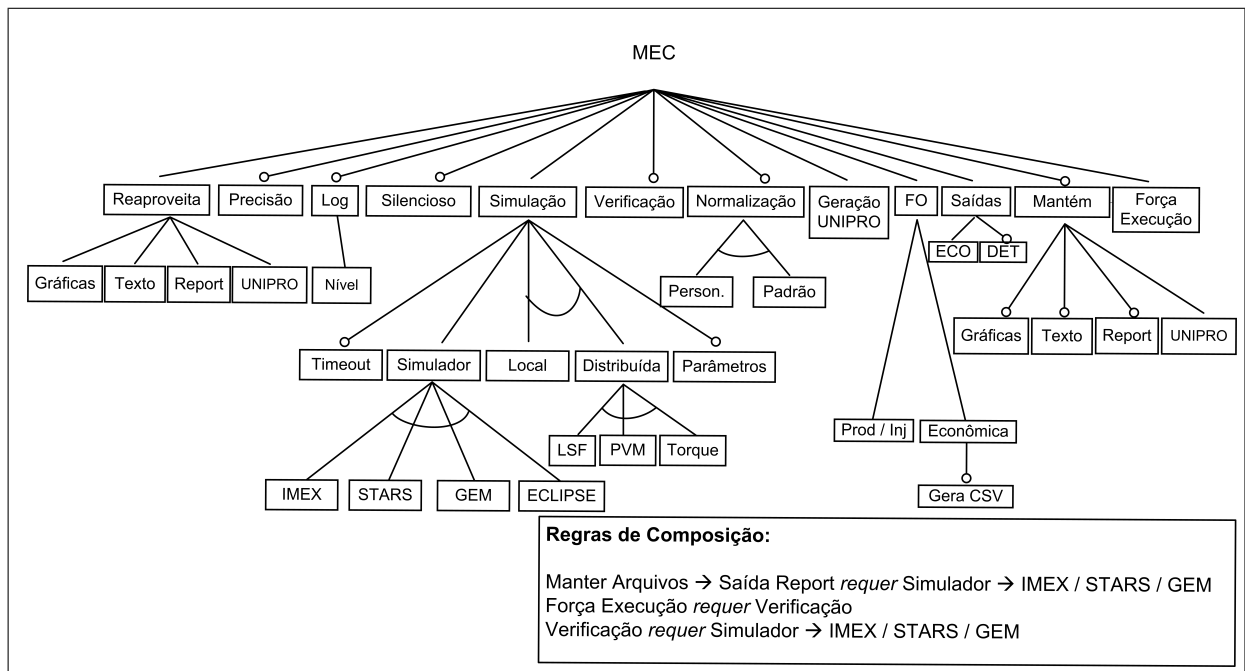 MEC
Reaproveita Precisão Log Silencioso Simulação Verificação Normalização Geração FO Saídas Mantém Força
UNIPRO Execução
ECO DET
Gráficas Texto Report UNIPRO Nível Person. Padrão
Gráficas Texto Report UNIPRO
Timeout Simulador Local Distribuída Parâmetros
Prod / Inj Econômica
LSF PVM Torque
IMEX STARS GEM ECLIPSE Gera CSV
Regras de Composição:
Manter Arquivos → Saída Report requer Simulador → IMEX / STARS / GEM
Força Execução requer Verificação
Verificação requer Simulador → IMEX / STARS / GEM